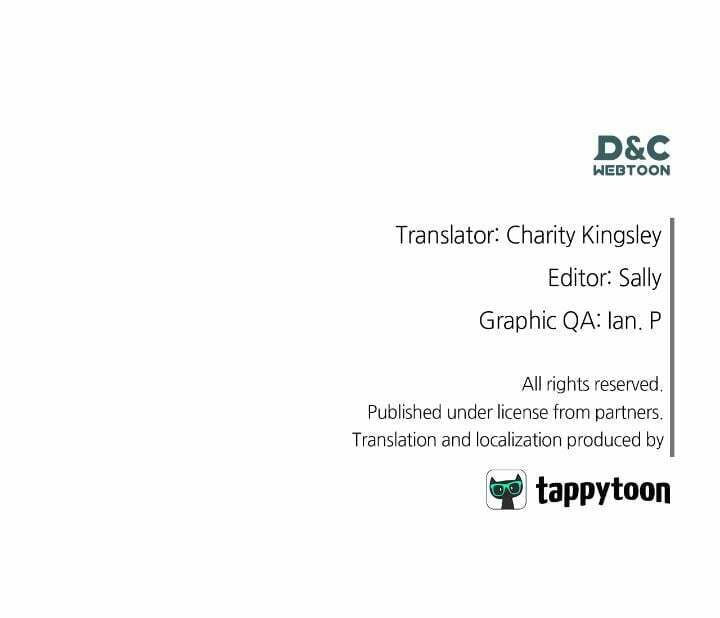 D&C
WEBTOON
Translator: Charity Kingsley
Editor: Sally
Graphic QA: Ian. P
All rights reserved.
Published under license from partners.
Translation and localization produced by
tappytoon